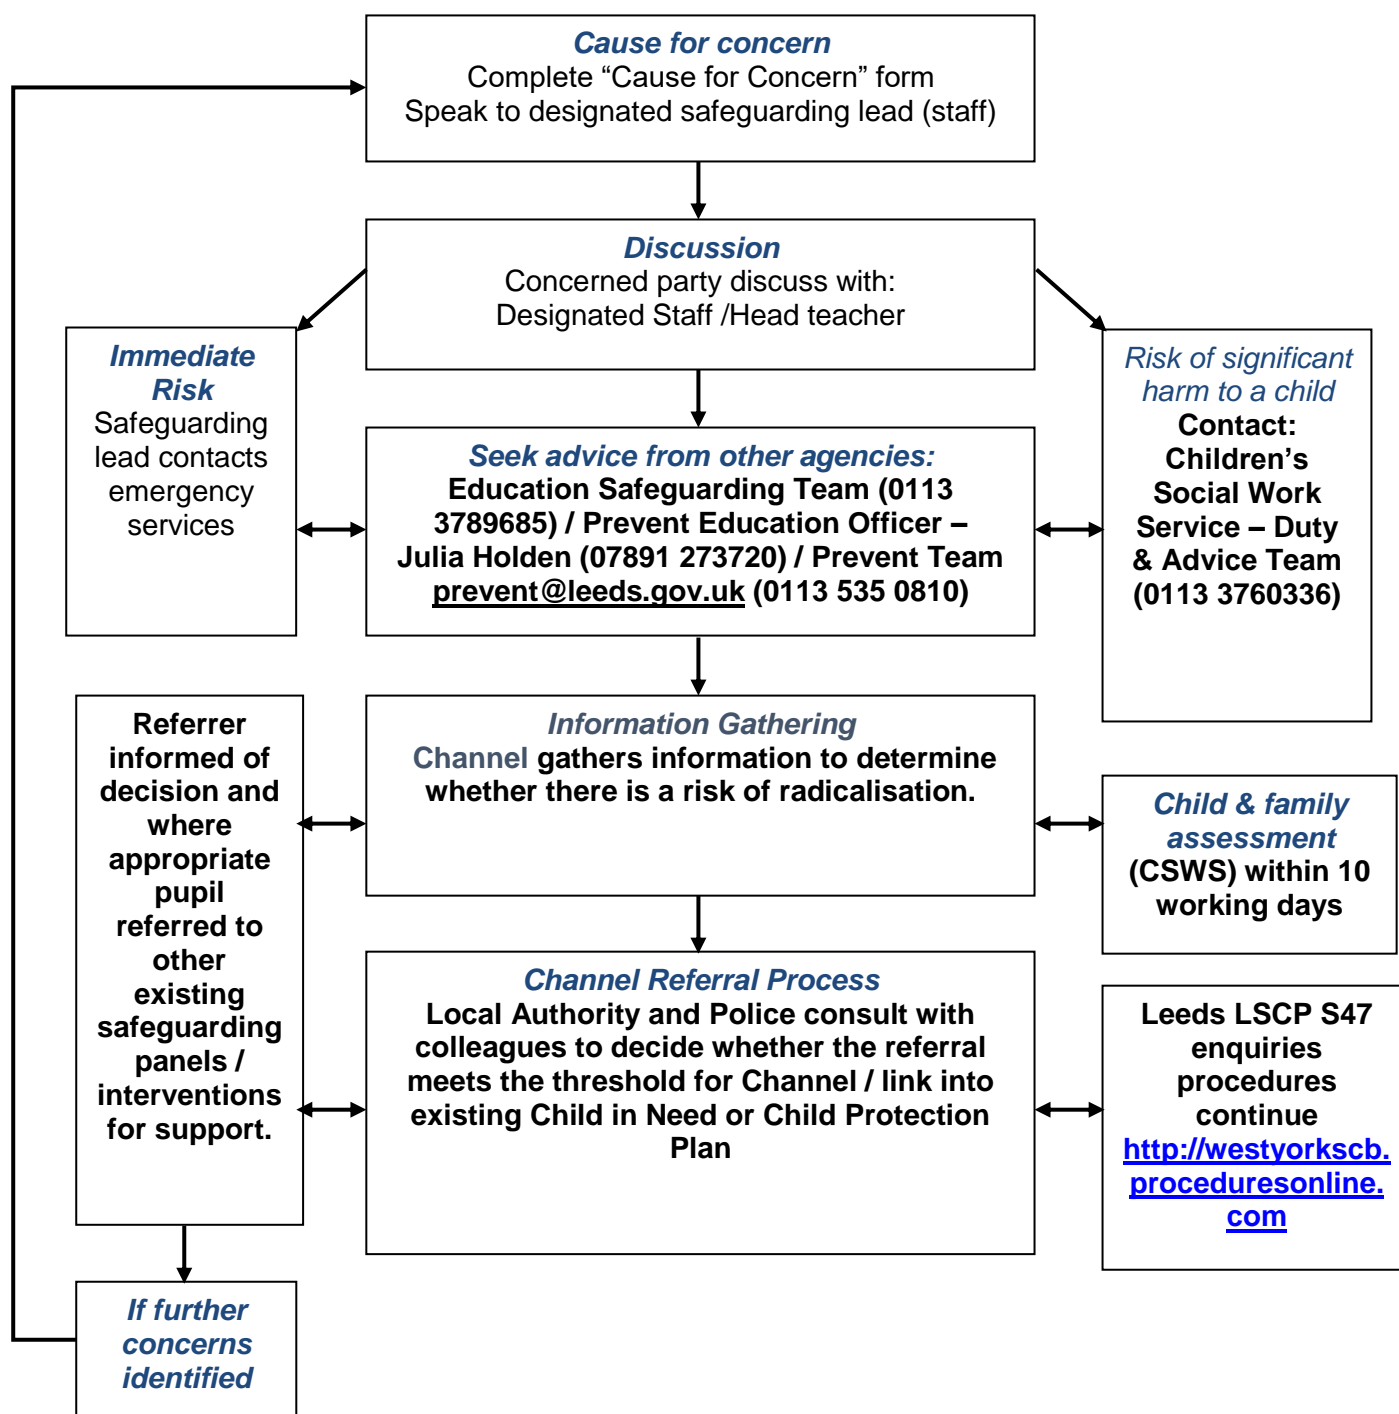 Cause for concern
Complete “Cause for Concern” form
Speak to designated safeguarding lead (staff)
Discussion
Concerned party discuss with:
Designated Staff /Head teacher
Immediate
Risk
Safeguarding
lead contacts
emergency
services
Risk of significant
harm to a child
Contact:
Children’s
Social Work
Service – Duty
& Advice Team
(0113 3760336)
Seek advice from other agencies:
Education Safeguarding Team (0113
3789685) / Prevent Education Officer –
Julia Holden (07891 273720) / Prevent Team
prevent@leeds.gov.uk (0113 535 0810)
Referrer
informed of
decision and
where
appropriate
pupil
referred to
other
existing
safeguarding
panels /
interventions
for support.
Information Gathering
Channel gathers information to determine
whether there is a risk of radicalisation.
Child & family
assessment
(CSWS) within 10
working days
Channel Referral Process
Local Authority and Police consult with
colleagues to decide whether the referral
meets the threshold for Channel / link into
existing Child in Need or Child Protection
Plan
Leeds LSCP S47
enquiries
procedures
continue
http://westyorkscb.
proceduresonline.
com
If further
concerns
identified